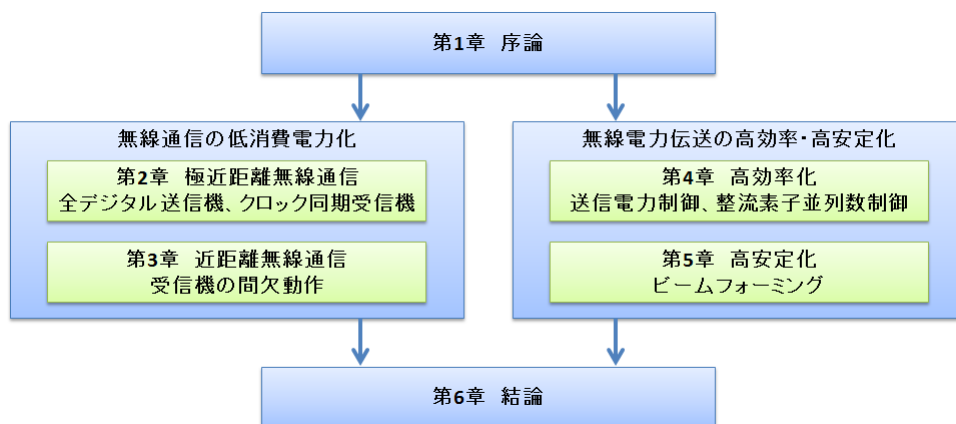 第1章 序論
無線通信の低消費電力化
第2章 極近距離無線通信
全デジタル送信機、クロック同期受信機
第3章 近距離無線通信
受信機の間欠動作
無線電力伝送の高効率・高安定化
第4章 高効率化
送信電力制御、整流素子並列数制御
第5章 高安定化
ビームフォーミング
第6章 結論